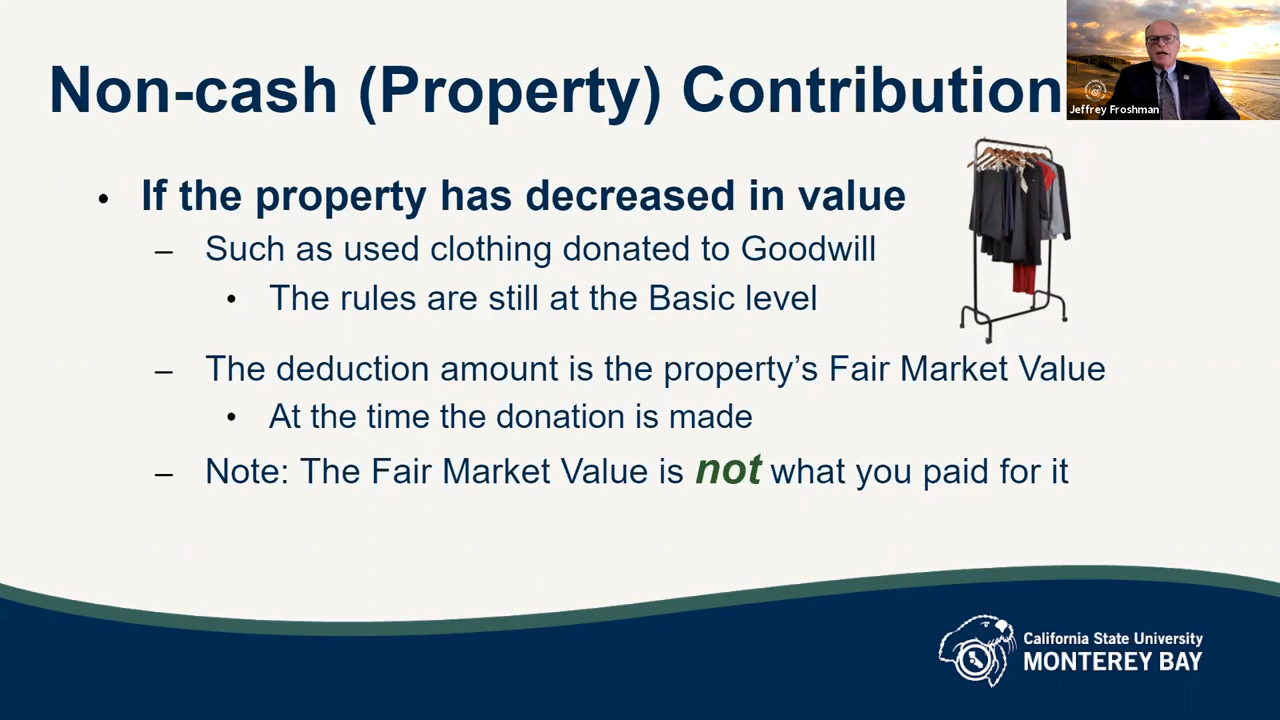 Non-cash (Property) Contribution
Jeffrey Froshman
• If the property has decreased in value
– Such as used clothing donated to Goodwill
• The rules are still at the Basic level
– The deduction amount is the property’s Fair Market Value
• At the time the donation is made
– Note: The Fair Market Value is not what you paid for it
California State University
MONTEREY BAY